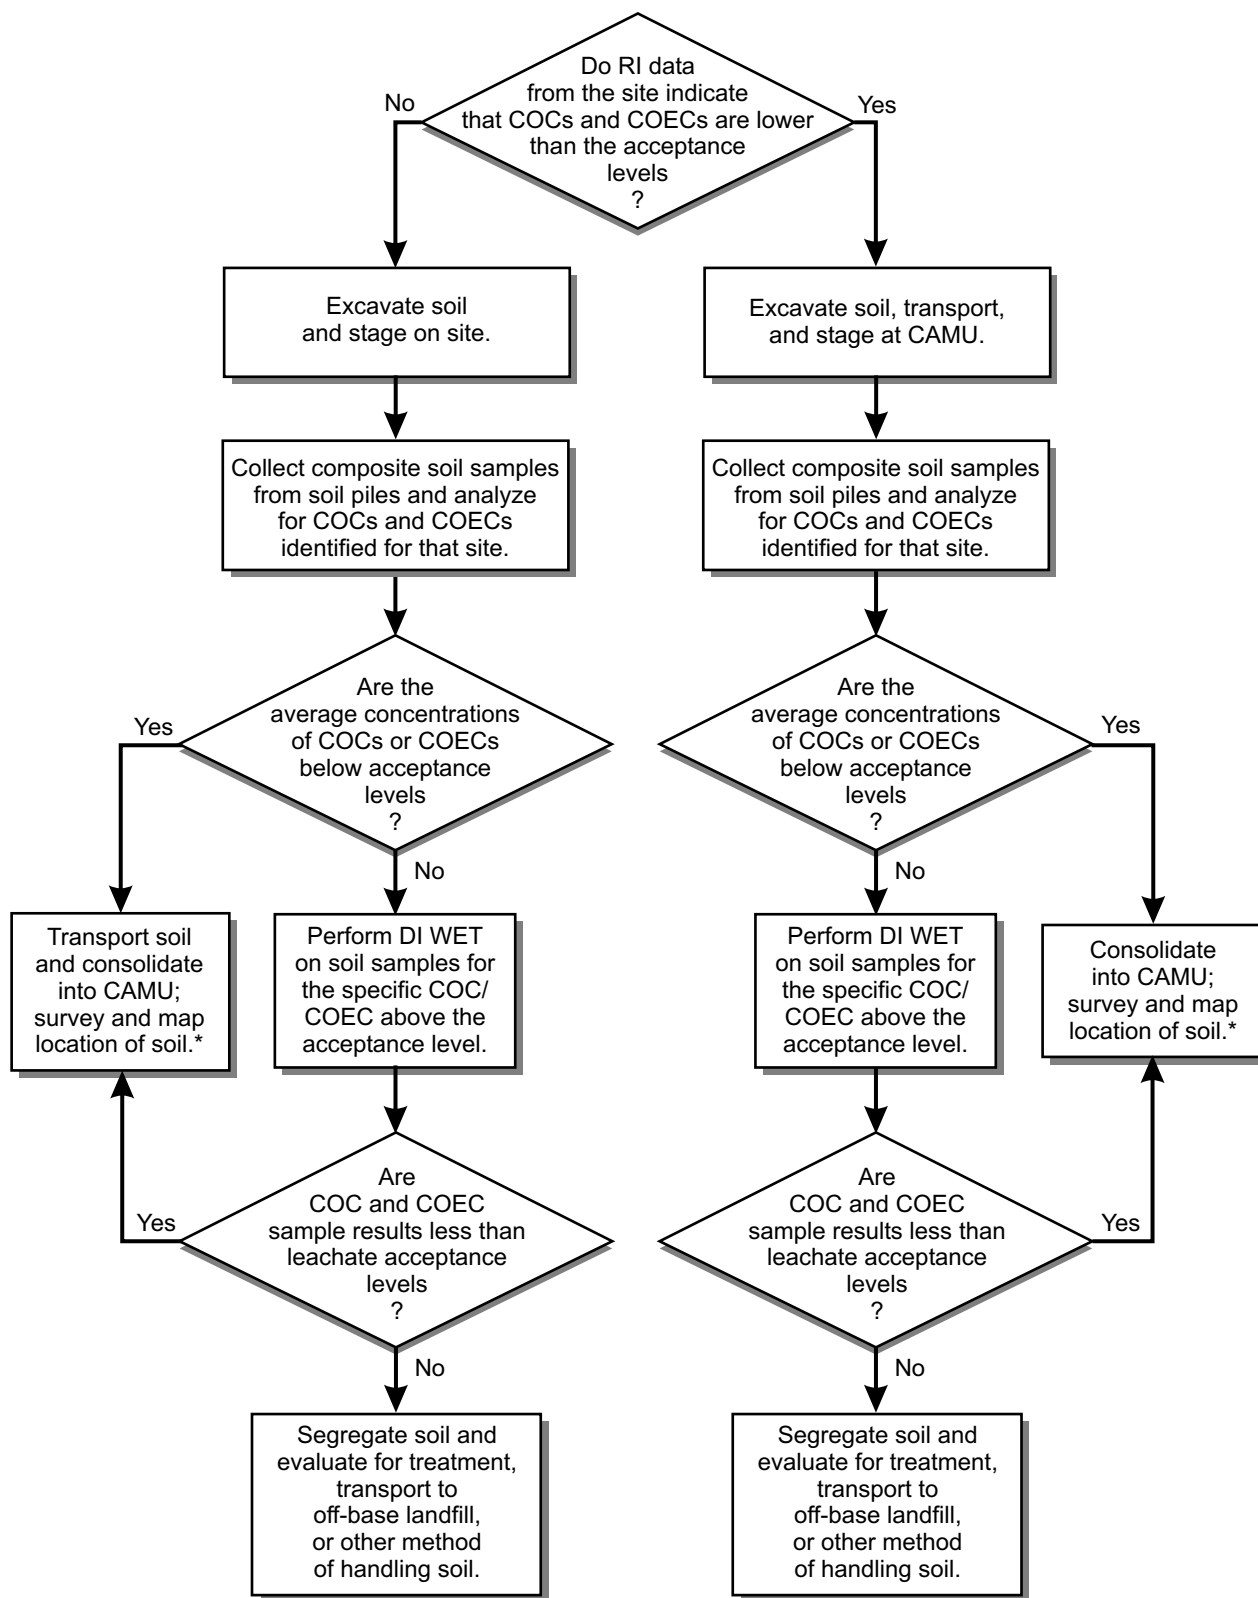 Do RI data
from the site indicate
that COCs and COECs are lower
than the acceptance
levels
?
No
Yes
Excavate soil
and stage on site.
Excavate soil, transport,
and stage at CAMU.
Collect composite soil samples
from soil piles and analyze
for COCs and COECs
identified for that site.
Collect composite soil samples
from soil piles and analyze
for COCs and COECs
identified for that site.
Are the
average concentrations
of COCs or COECs
below acceptance
levels
?
Yes
No
Are the
average concentrations
of COCs or COECs
below acceptance
levels
?
Yes
No
Transport soil
and consolidate
into CAMU;
survey and map
location of soil.*
Perform DI WET
on soil samples for
the specific COC/
COEC above the
acceptance level.
Perform DI WET
on soil samples for
the specific COC/
COEC above the
acceptance level.
Consolidate
into CAMU;
survey and map
location of soil.*
Are
COC and COEC
sample results less than
leachate acceptance
levels
?
Yes
No
Are
COC and COEC
sample results less than
leachate acceptance
levels
?
Yes
No
Segregate soil and
evaluate for treatment,
transport to
off-base landfill,
or other method
of handling soil.
Segregate soil and
evaluate for treatment,
transport to
off-base landfill,
or other method
of handling soil.